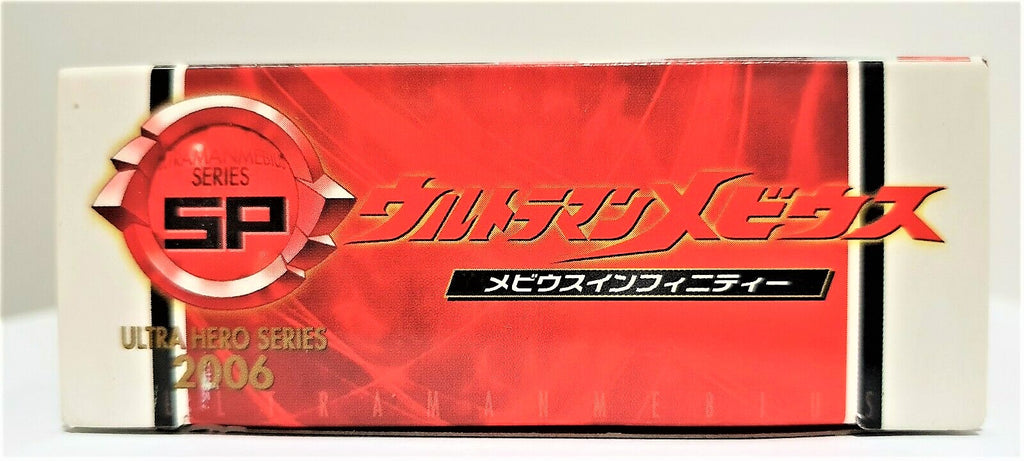 ULTRAMANMEBIUS
SERIES
SP
ウルトラマンメビウス
メビウスインフィニティー
ULTRA HERO SERIES
2006
ULTRAMANMEBIUS